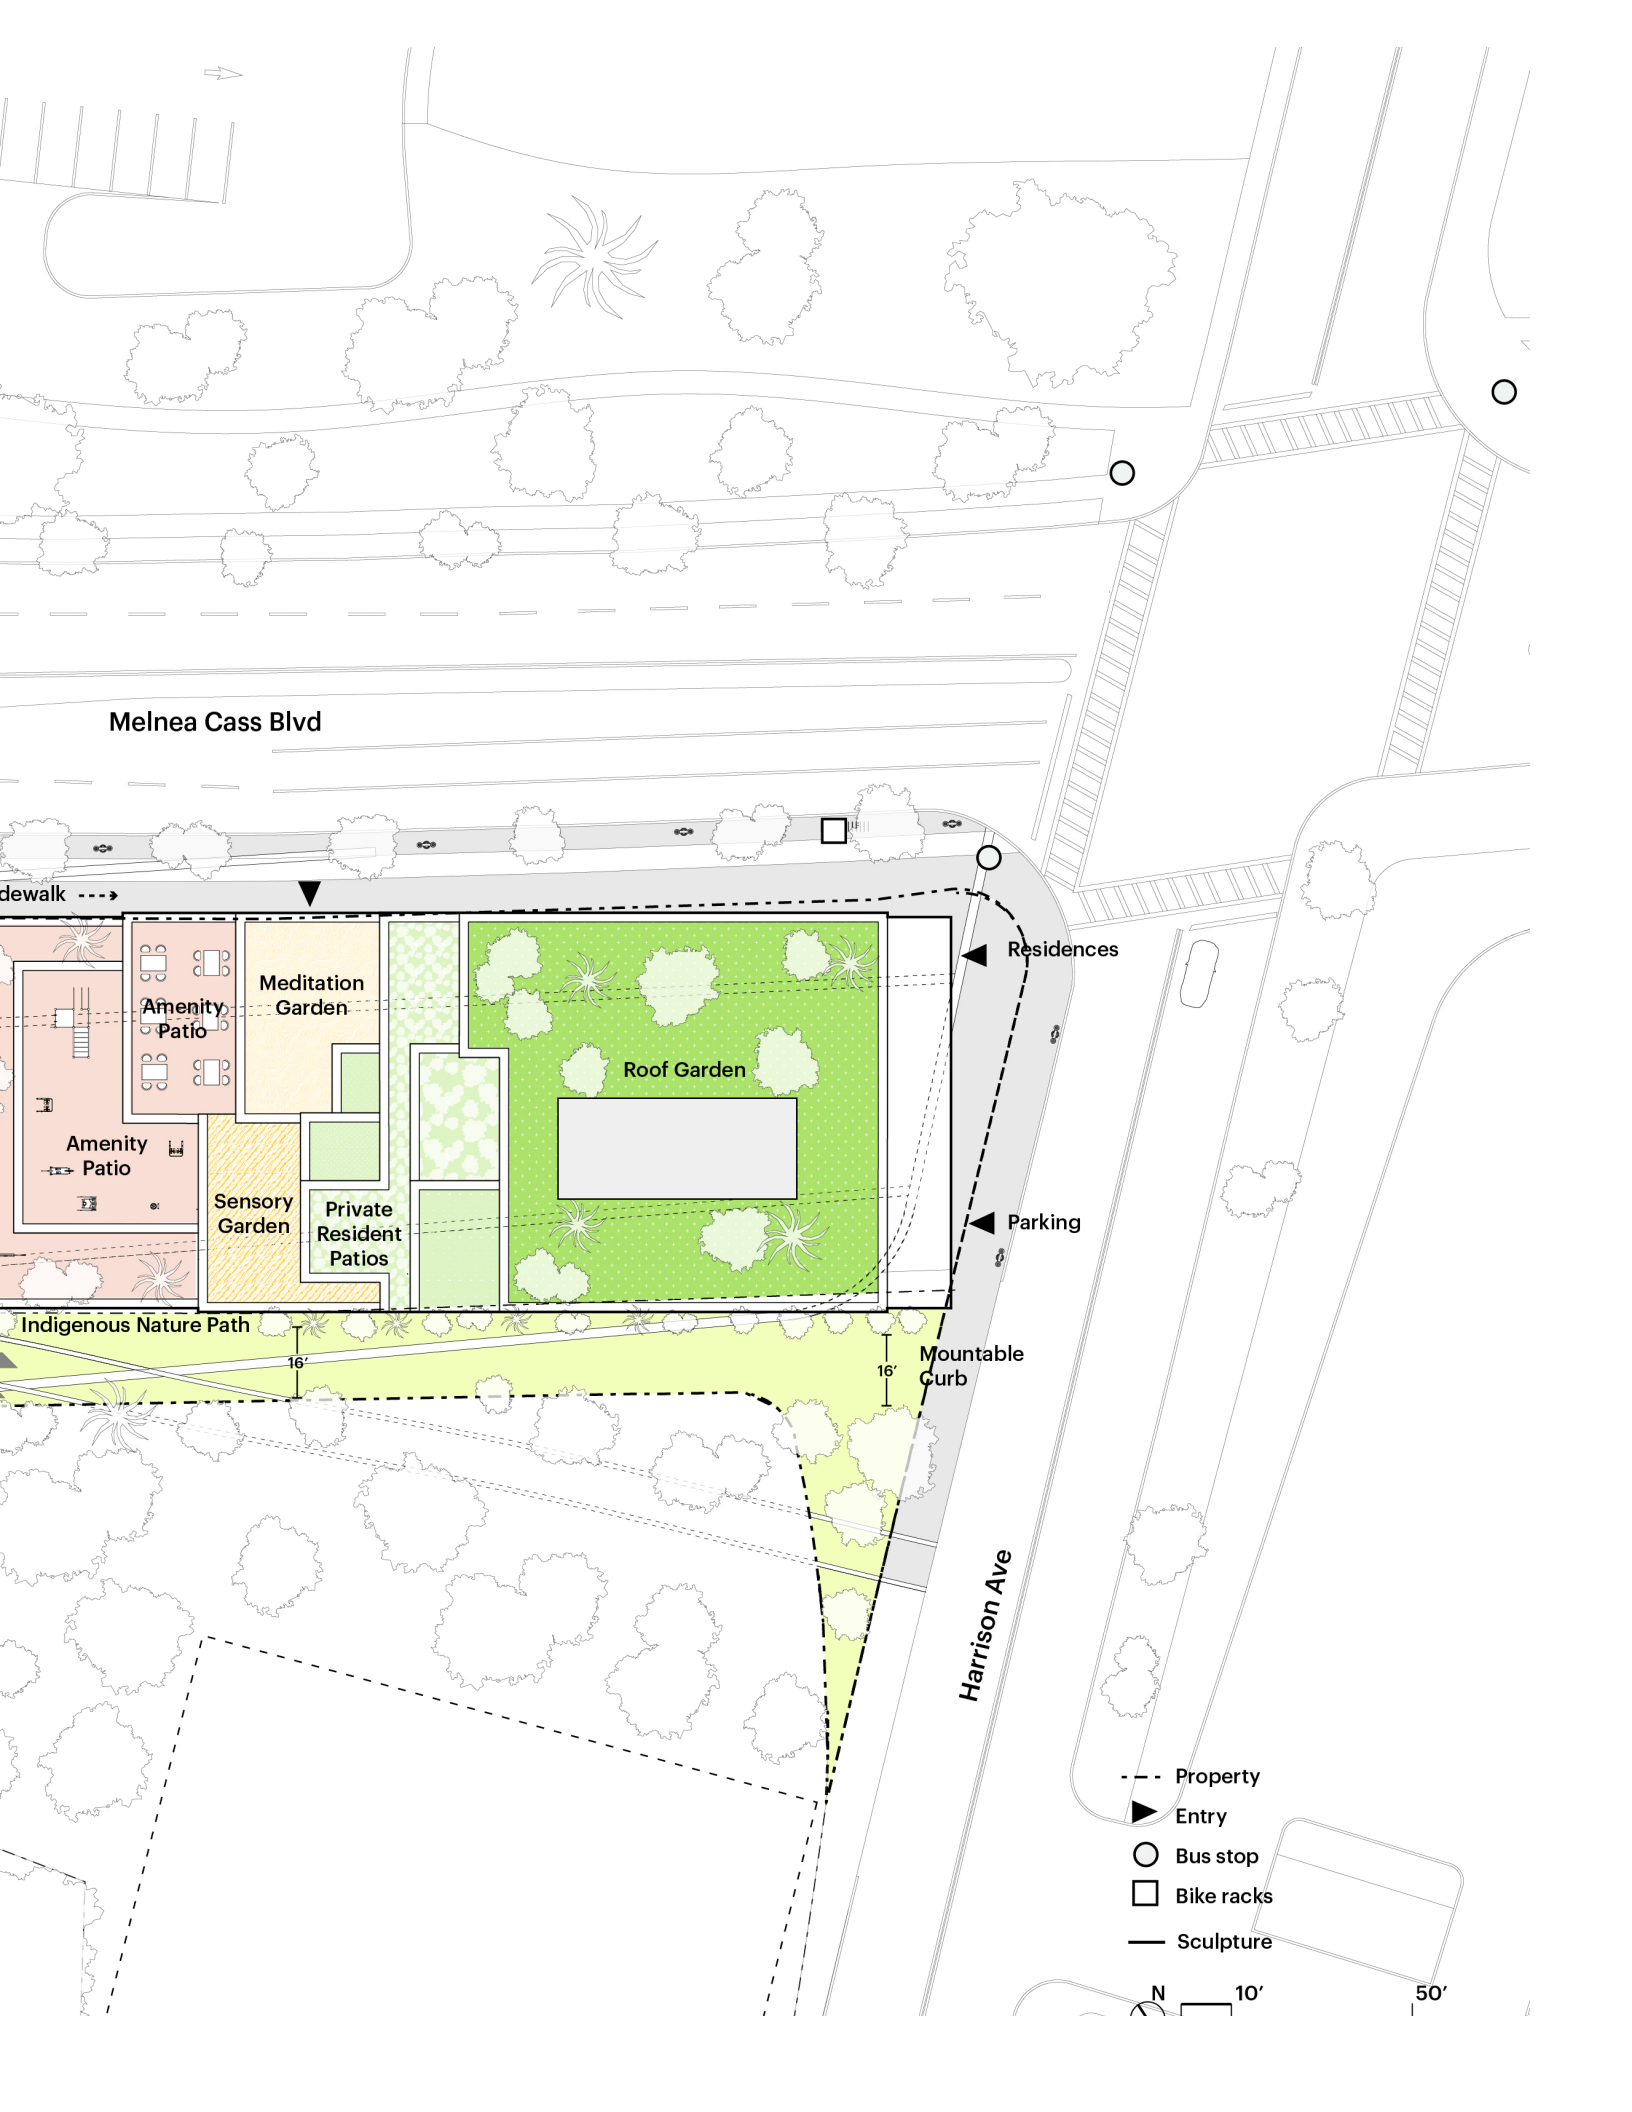 Melnea Cass Blvd
dewalk
Residences
Meditation
Garden
Amenity
Patio
Roof Garden
Amenity
Patio
Sensory
Garden
Private
Resident
Patios
Parking
Indigenous Nature Path
16′
16′
Mountable
Curb
Harrison Ave
Property
Entry
Bus stop
Bike racks
Sculpture
N
10′
50′